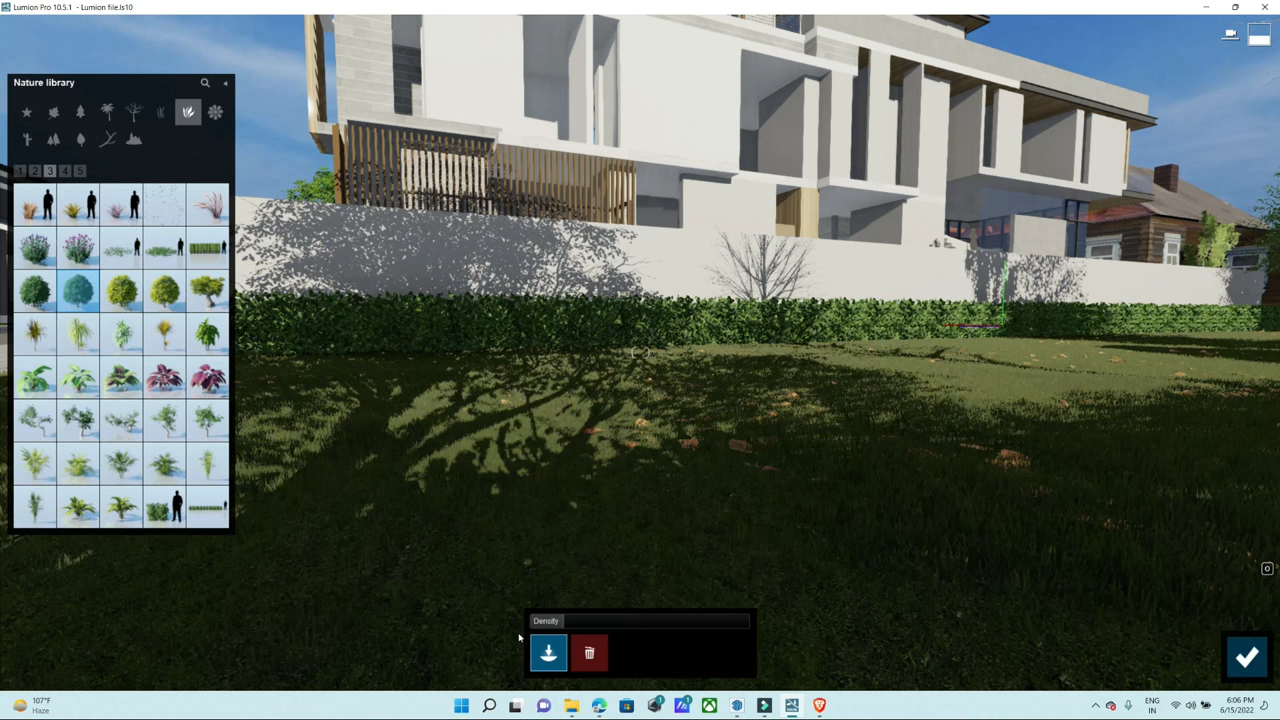 Lumion Pro 10.5.1 - Lumion file.ls10
Nature library
1 2 3 4 5
Density
107°F
Haze
ENG
IN
6:06 PM
6/15/2022